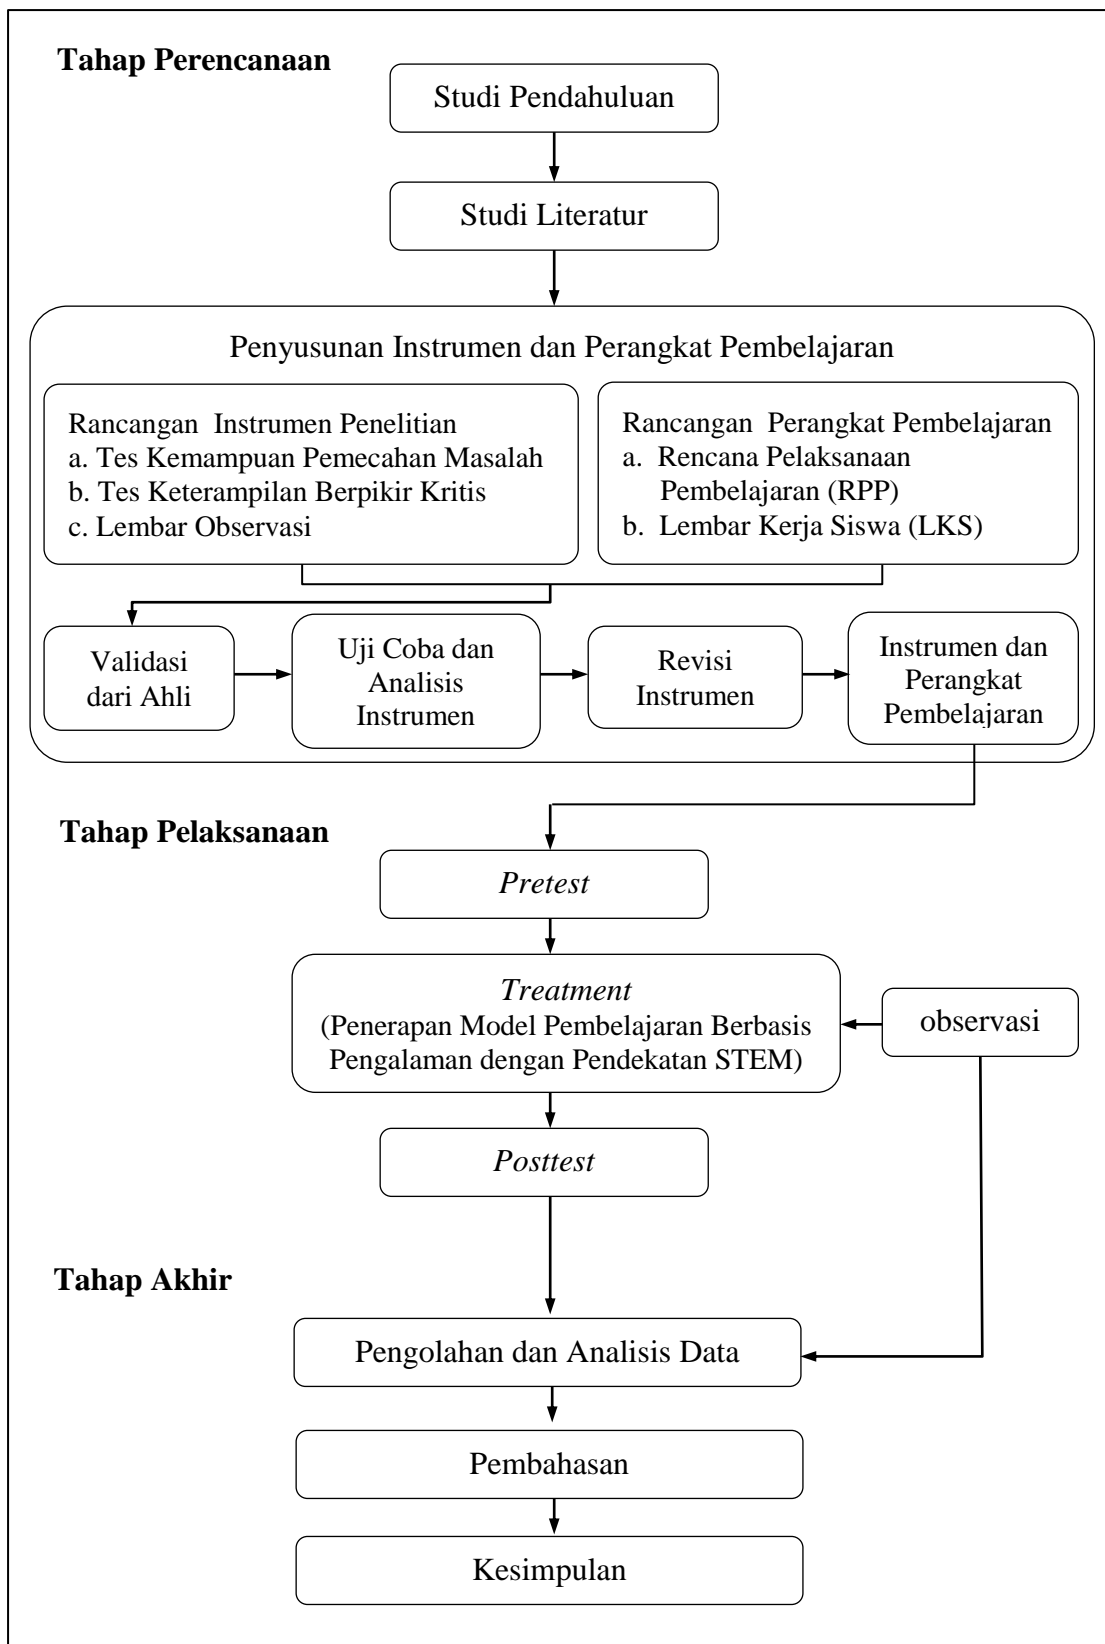 Tahap Perencanaan
Studi Pendahuluan
Studi Literatur
Penyusunan Instrumen dan Perangkat Pembelajaran
Rancangan Instrumen Penelitian
a. Tes Kemampuan Pemecahan Masalah
b. Tes Keterampilan Berpikir Kritis
c. Lembar Observasi
Rancangan Perangkat Pembelajaran
a. Rencana Pelaksanaan
Pembelajaran (RPP)
b. Lembar Kerja Siswa (LKS)
Validasi
dari Ahli
Uji Coba dan
Analisis
Instrumen
Revisi
Instrumen
Instrumen dan
Perangkat
Pembelajaran
Tahap Pelaksanaan
Pretest
Treatment
(Penerapan Model Pembelajaran Berbasis
Pengalaman dengan Pendekatan STEM)
observasi
Posttest
Tahap Akhir
Pengolahan dan Analisis Data
Pembahasan
Kesimpulan